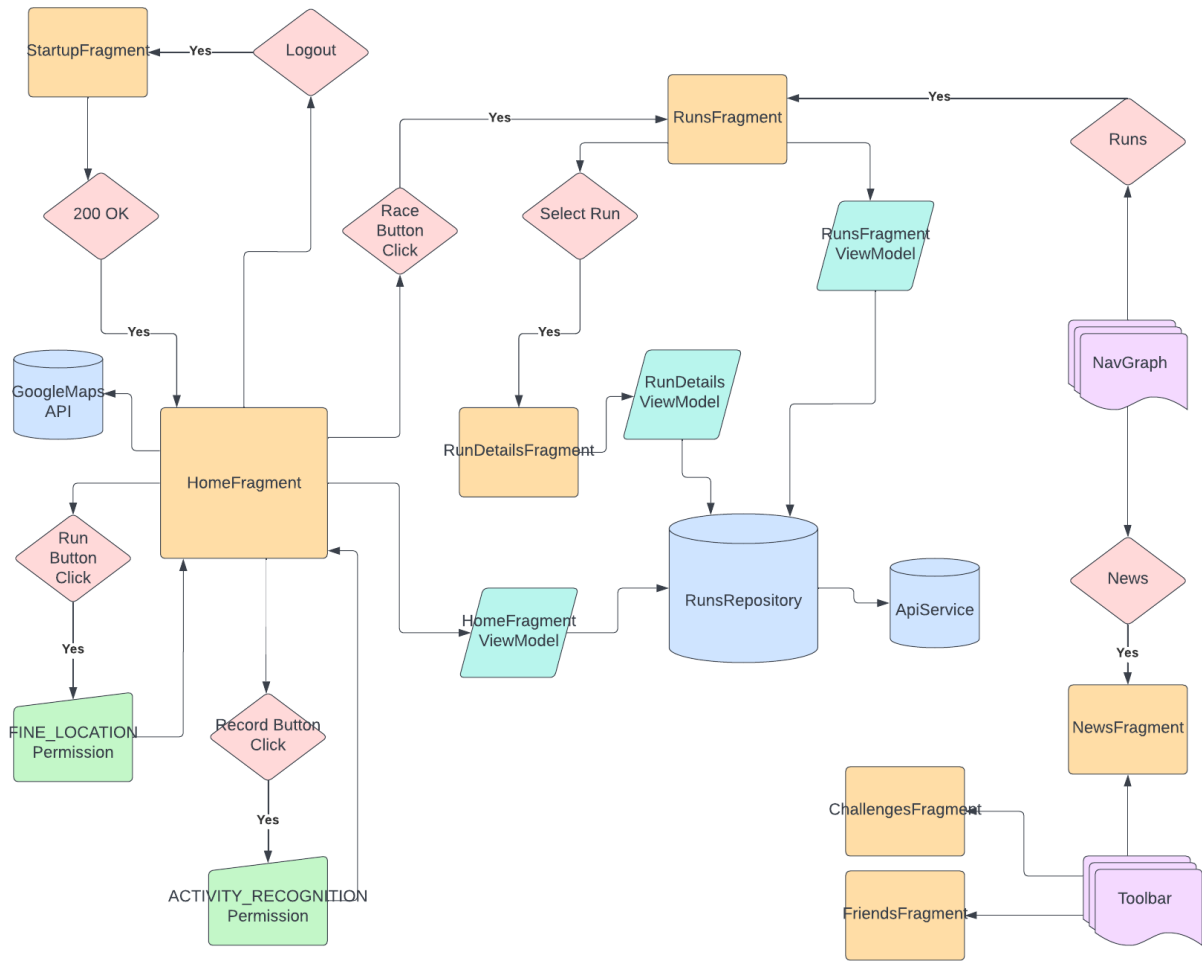 StartupFragment
Yes
Logout
RunsFragment
Yes
Runs
Yes
200 OK
Race
Button
Click
Select Run
RunsFragment
ViewModel
Yes
Yes
NavGraph
GoogleMaps
API
RunDetails
ViewModel
RunDetailsFragment
HomeFragment
Run
Button
Click
RunsRepository
ApiService
News
HomeFragment
ViewModel
Yes
Yes
FINE_LOCATION
Permission
Record Button
Click
NewsFragment
Yes
ChallengesFragment
ACTIVITY_RECOGNITION
Permission
FriendsFragment
Toolbar